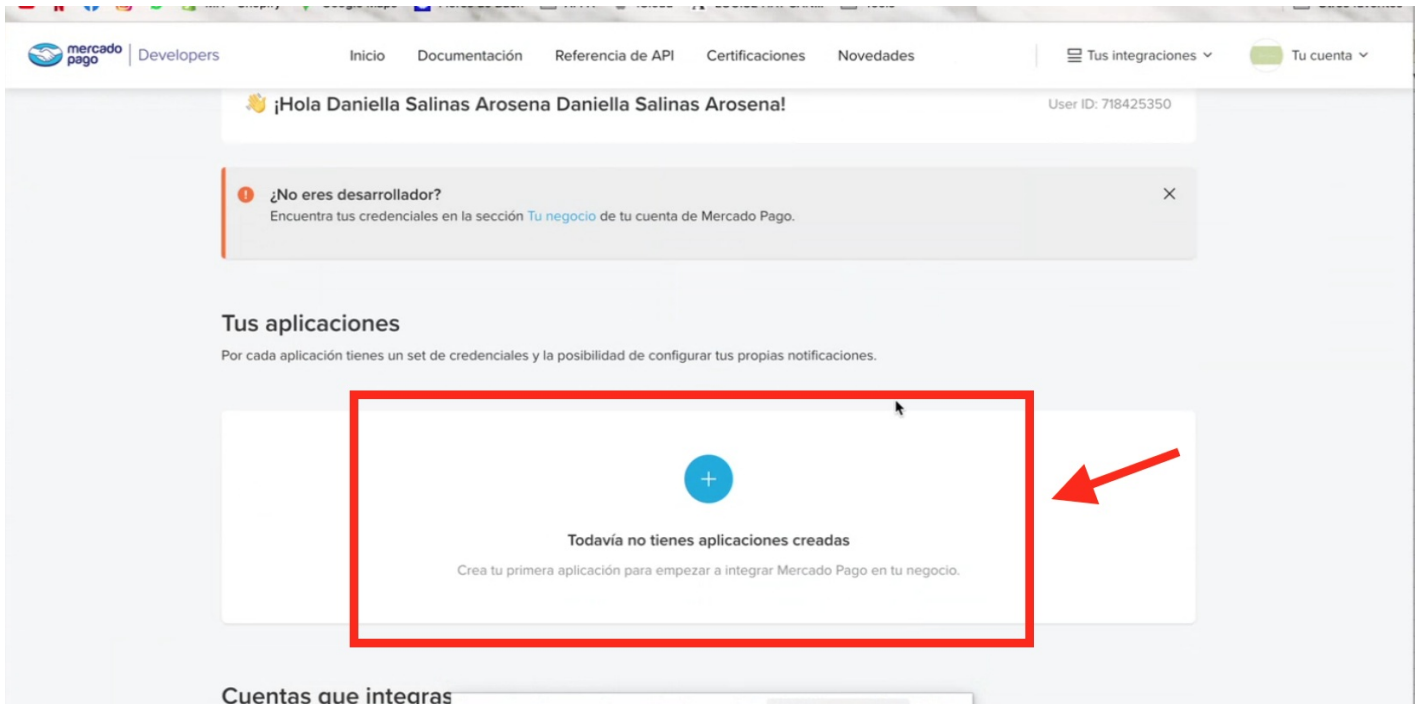 mercado pago | Developers Inicio Documentación Referencia de API Certificaciones Novedades Tus integraciones Tu cuenta
¡Hola Daniella Salinas Arosena Daniella Salinas Arosena! User ID: 718425350
¿No eres desarrollador?
Encuentra tus credenciales en la sección Tu negocio de tu cuenta de Mercado Pago.
Tus aplicaciones
Por cada aplicación tienes un set de credenciales y la posibilidad de configurar tus propias notificaciones.
Todavía no tienes aplicaciones creadas
Crea tu primera aplicación para empezar a integrar Mercado Pago en tu negocio.
Cuentas que integras